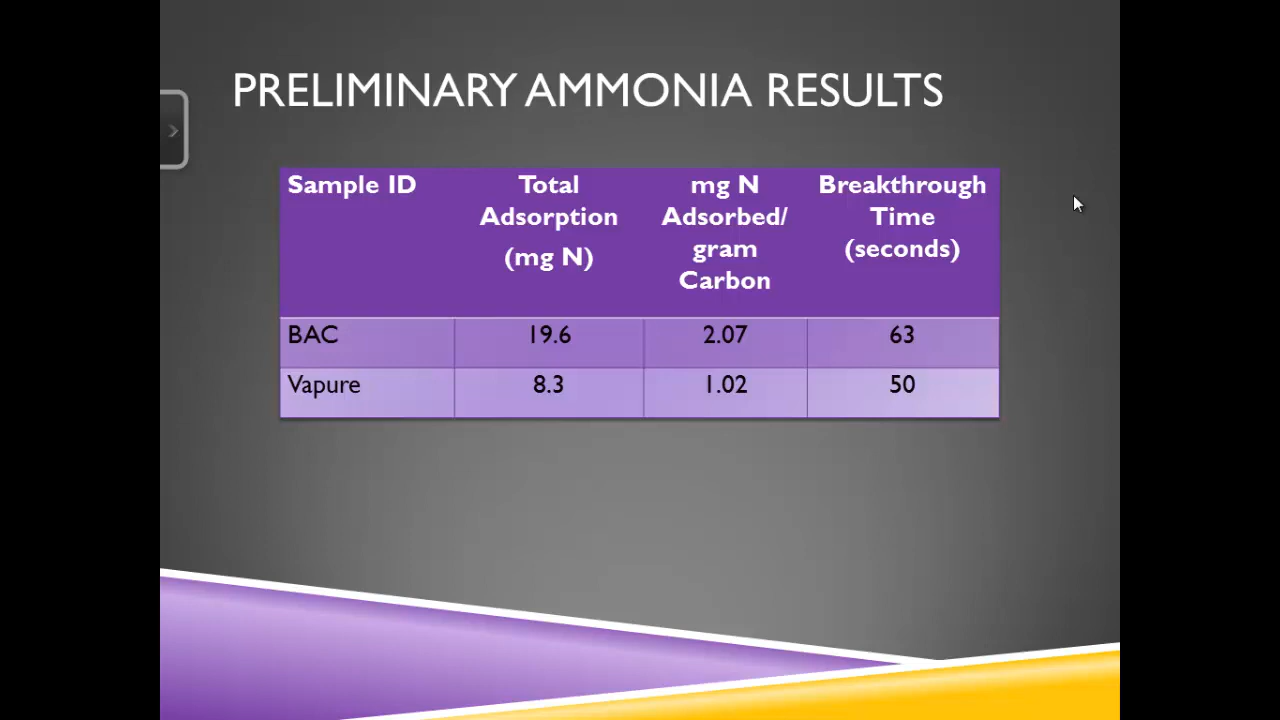 PRELIMINARY AMMONIA RESULTS
Sample ID
Total
Adsorption
(mg N)
mg N
Adsorbed/
gram
Carbon
Breakthrough
Time
(seconds)
BAC 19.6 2.07 63
Vapure 8.3 1.02 50